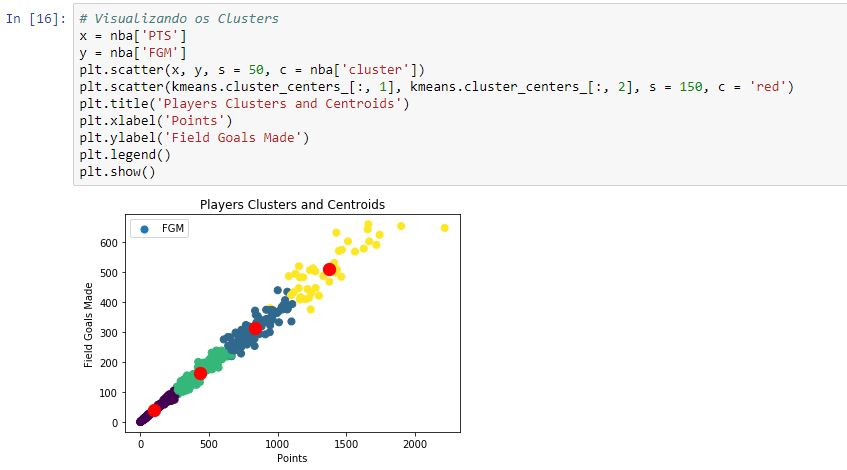 In [16]: # Visualizando os Clusters
x = nba['PTS']
y = nba['FGM']
plt.scatter(x, y, s = 50, c = nba['cluster'])
plt.scatter(kmeans.cluster_centers_[:, 1], kmeans.cluster_centers_[:, 2], s = 150, c = 'red')
plt.title('Players Clusters and Centroids')
plt.xlabel('Points')
plt.ylabel('Field Goals Made')
plt.legend()
plt.show()
Players Clusters and Centroids
FGM
600
500
400
300
200
100
0
Field Goals Made
0 500 1000 1500 2000
Points